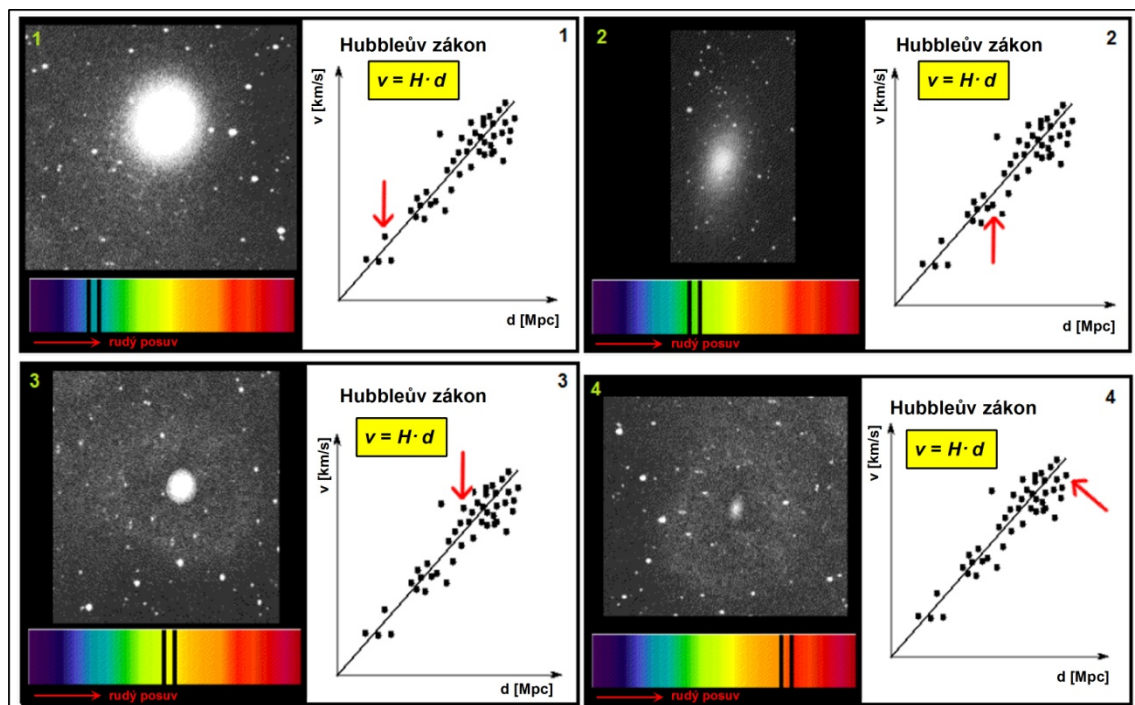 1
Hubbleův zákon
1
v = H· d
v [km/s]
d [Mpc]
rudý posuv
2
Hubbleův zákon
2
v = H· d
v [km/s]
d [Mpc]
rudý posuv
3
Hubbleův zákon
3
v = H· d
v [km/s]
d [Mpc]
rudý posuv
4
Hubbleův zákon
4
v = H· d
v [km/s]
d [Mpc]
rudý posuv